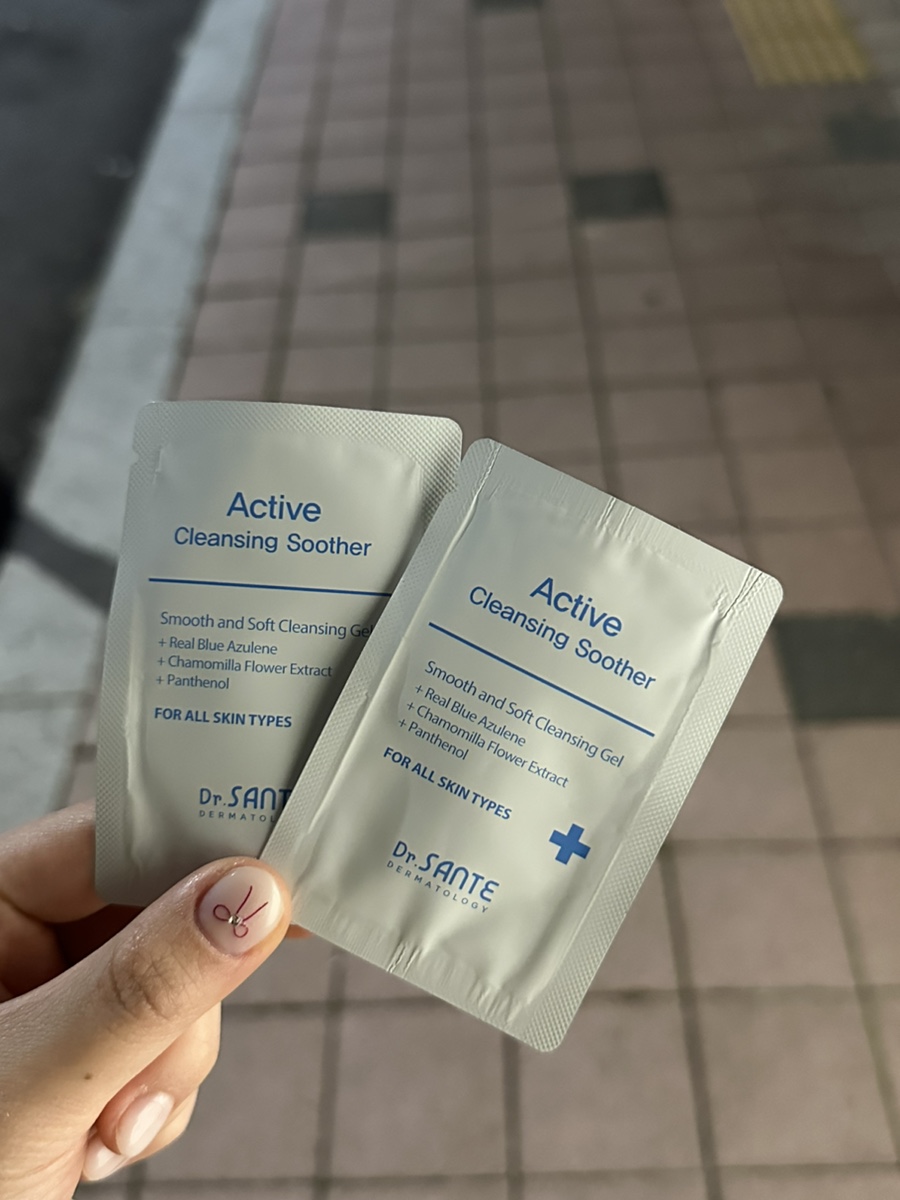 Active
Cleansing Soother
Smooth and Soft Cleansing Gel
+ Real Blue Azulene
+ Chamomilla Flower Extract
+ Panthenol
FOR ALL SKIN TYPES
Dr.SANT
DERMATOL
Active
Cleansing Soother
Smooth and Soft Cleansing Gel
+ Real Blue Azulene
+ Chamomilla Flower Extract
+ Panthenol
FOR ALL SKIN TYPES
Dr.SANTE
DERMATOLOGY